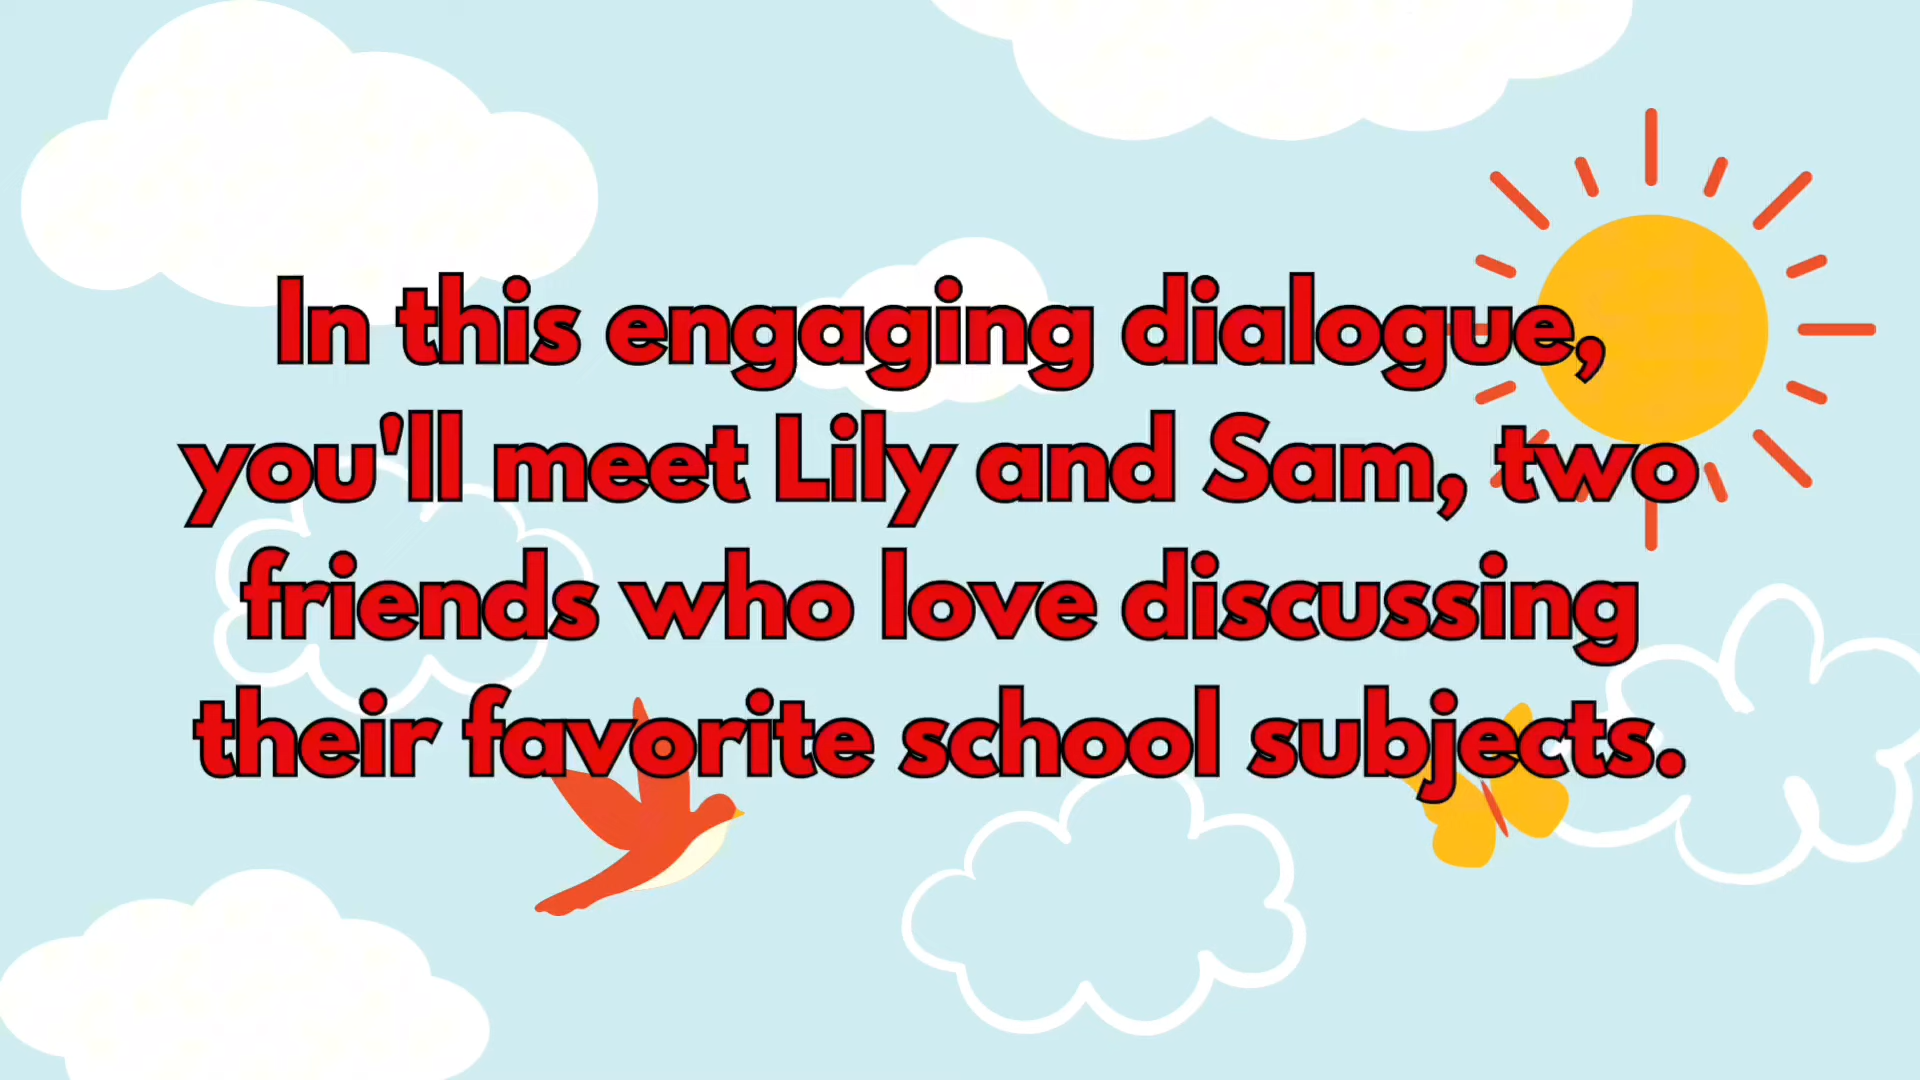 In this engaging dialogue,
you'll meet Lily and Sam, two
friends who love discussing
their favorite school subjects.